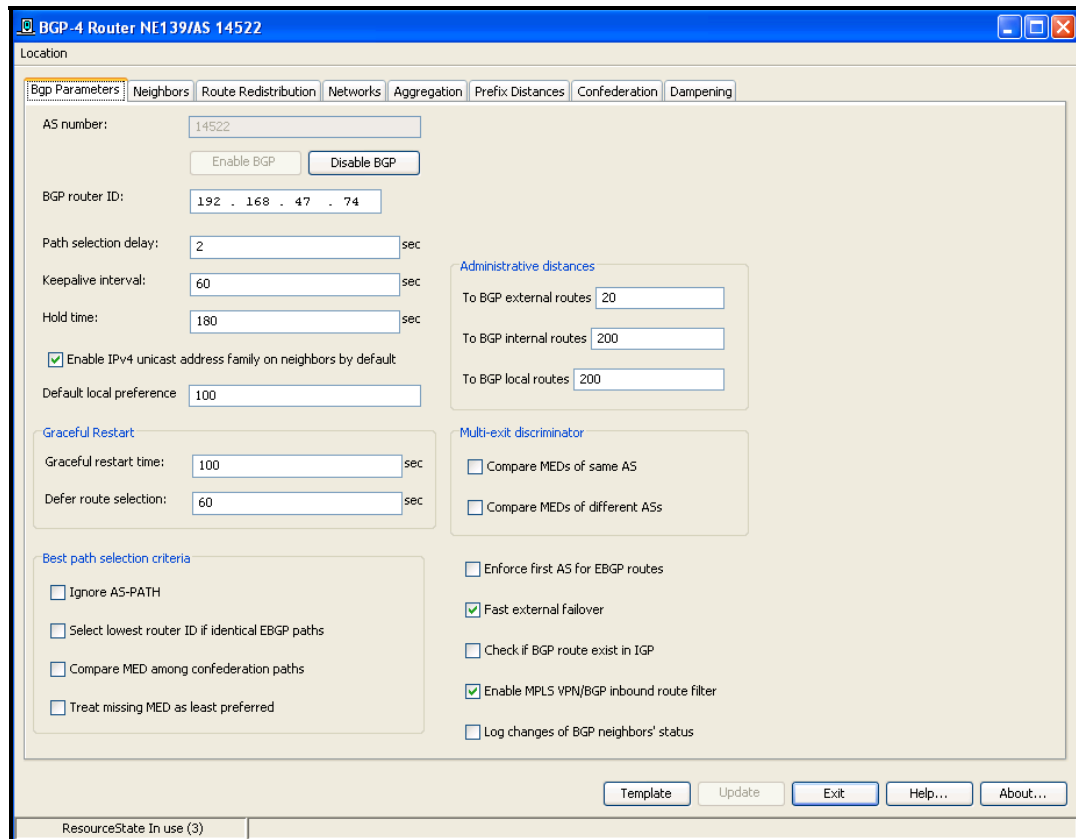 BGP-4 Router NE139/AS 14522
Location
Bgp Parameters Neighbors Route Redistribution Networks Aggregation Prefix Distances Confederation Dampening
AS number: 14522
Enable BGP Disable BGP
BGP router ID: 192 . 168 . 47 . 74
Path selection delay: 2 sec
Keepalive interval: 60 sec
Hold time: 180 sec
Enable IPv4 unicast address family on neighbors by default
Default local preference 100
Administrative distances
To BGP external routes 20
To BGP internal routes 200
To BGP local routes 200
Graceful Restart
Graceful restart time: 100 sec
Defer route selection: 60 sec
Multi-exit discriminator
Compare MEDs of same AS
Compare MEDs of different ASs
Best path selection criteria
Ignore AS-PATH
Select lowest router ID if identical EBGP paths
Compare MED among confederation paths
Treat missing MED as least preferred
Enforce first AS for EBGP routes
Fast external failover
Check if BGP route exist in IGP
Enable MPLS VPN/BGP inbound route filter
Log changes of BGP neighbors' status
Template Update Exit Help... About...
ResourceState In use (3)